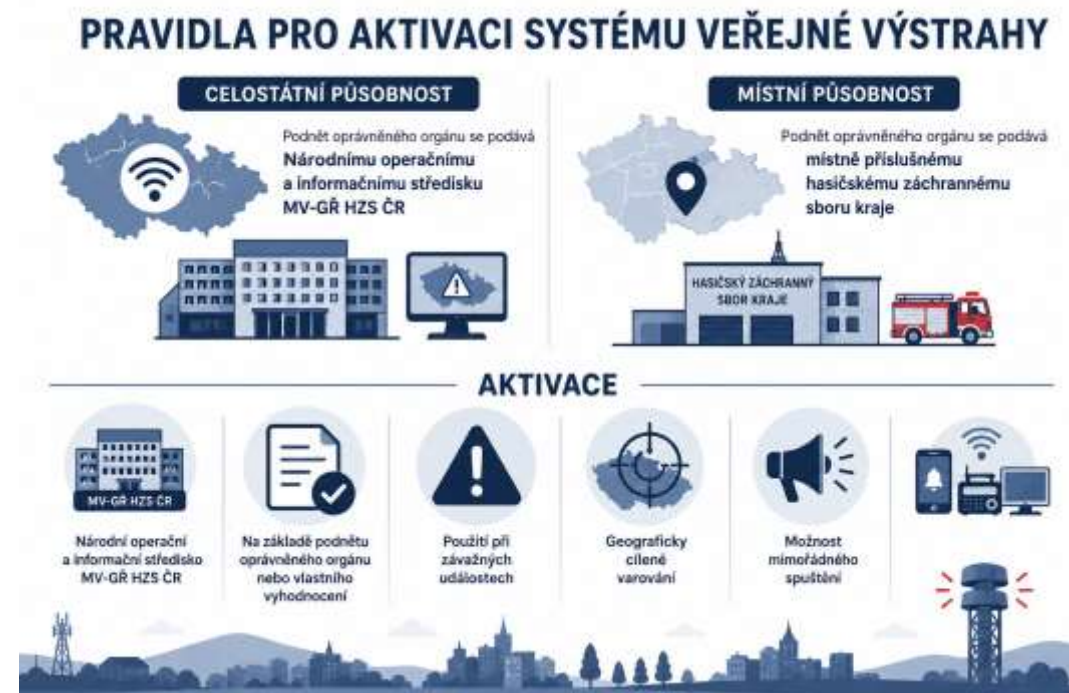 PRAVIDLA PRO AKTIVACI SYSTÉMU VEŘEJNÉ VÝSTRAHY
CELOSTÁTNÍ PŮSOBNOST
Podnět oprávněného orgánu se podává
Národnímu operačnímu
a informačnímu středisku
MV-GŘ HZS ČR
MÍSTNÍ PŮSOBNOST
Podnět oprávněného orgánu se podává
místně příslušnému
hasičskému záchrannému
sboru kraje
HASIČSKÝ ZÁCHRANNÝ
SBOR KRAJE
AKTIVACE
MV-GŘ HZS ČR
Národní operační
a informační středisko
MV-GŘ HZS ČR
Na základě podnětu
oprávněného orgánu
nebo vlastního
vyhodnocení
Použití při
závažných
událostech
Geograficky
cílené
varování
Možnost
mimořádného
spuštění